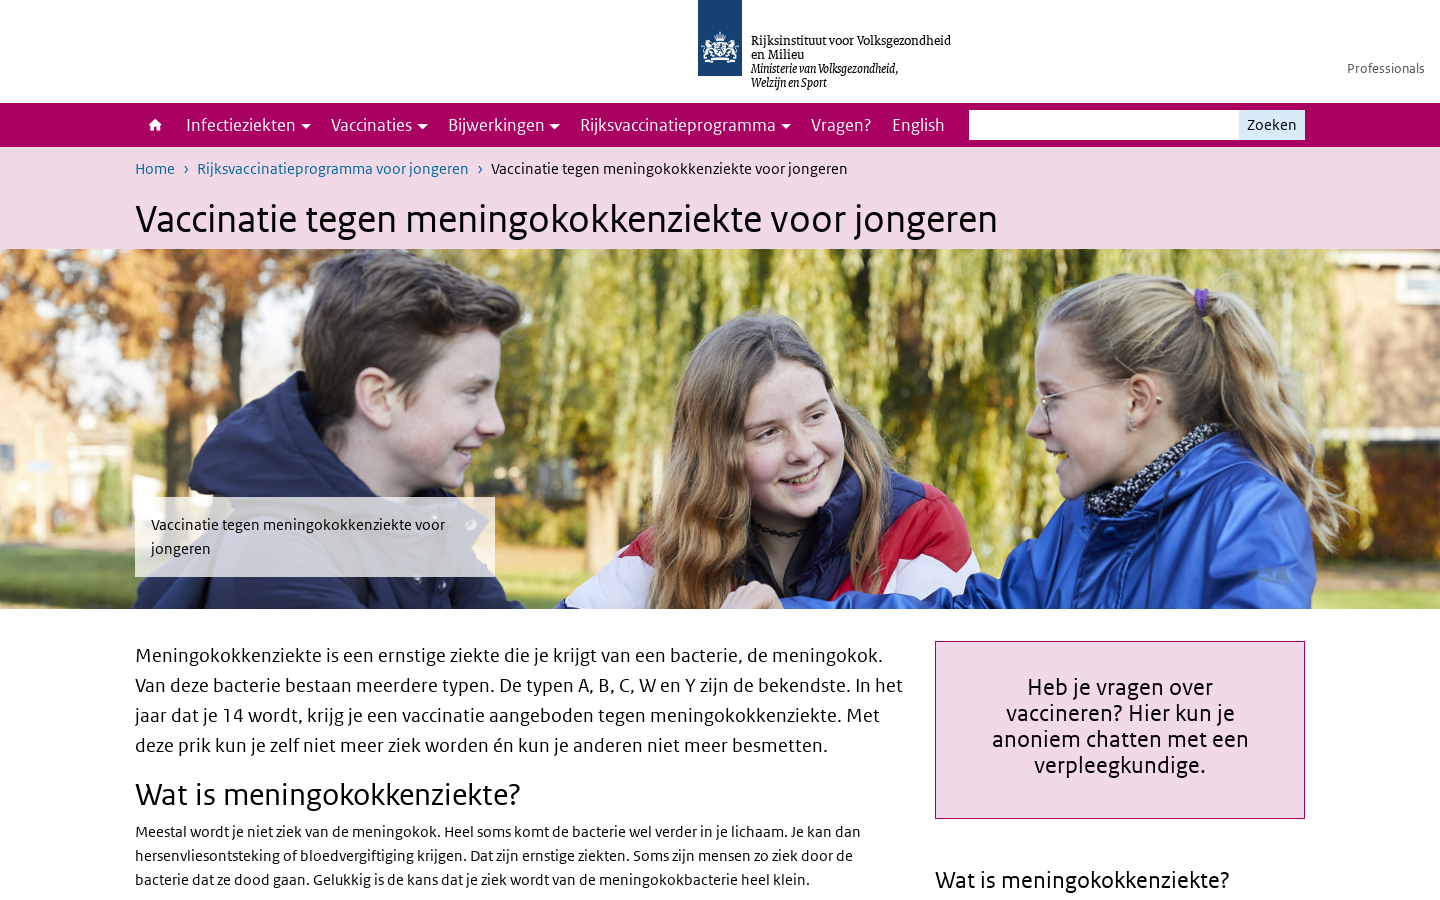 Rijksinstituut voor Volksgezondheid
en Milieu
Ministerie van Volksgezondheid,
Welzijn en Sport
Professionals
Infectieziekten
Vaccinaties
Bijwerkingen
Rijksvaccinatieprogramma
Vragen?
English
Zoeken
Home › Rijksvaccinatieprogramma voor jongeren › Vaccinatie tegen meningokokkenziekte voor jongeren
Vaccinatie tegen meningokokkenziekte voor jongeren
Vaccinatie tegen meningokokkenziekte voor
jongeren
Meningokokkenziekte is een ernstige ziekte die je krijgt van een bacterie, de meningokok.
Van deze bacterie bestaan meerdere typen. De typen A, B, C, W en Y zijn de bekendste. In het
jaar dat je 14 wordt, krijg je een vaccinatie aangeboden tegen meningokokkenziekte. Met
deze prik kun je zelf niet meer ziek worden én kun je anderen niet meer besmetten.
Wat is meningokokkenziekte?
Meestal wordt je niet ziek van de meningokok. Heel soms komt de bacterie wel verder in je lichaam. Je kan dan
hersenvliesontsteking of bloedvergiftiging krijgen. Dat zijn ernstige ziekten. Soms zijn mensen zo ziek door de
bacterie dat ze dood gaan. Gelukkig is de kans dat je ziek wordt van de meningokokbacterie heel klein.
Heb je vragen over
vaccineren? Hier kun je
anoniem chatten met een
verpleegkundige.
Wat is meningokokkenziekte?